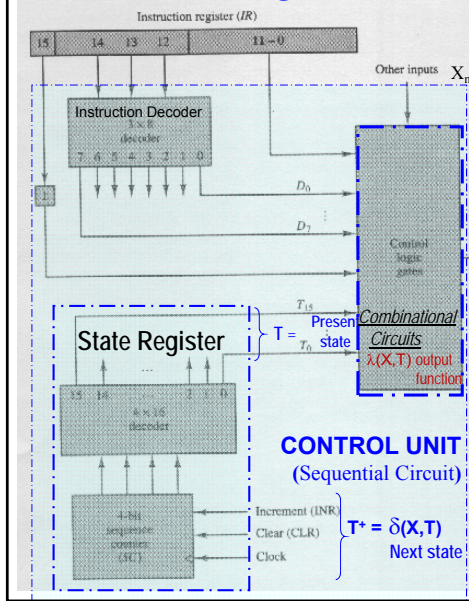 Instruction register (IR)
15 14 13 12 11-0
Other inputs X
Instruction Decoder
3 × 8
decoder
7 6 5 4 3 2 1 0
I
D0
⋮
D7
Control
logic
gates
T15
State Register
T =
Presen
state
T0
Combinational
Circuits
λ(X,T) output
function
15 14 ... 2 1 0
4 × 16
decoder
CONTROL UNIT
(Sequential Circuit)
4-bit
sequence
counter
(SC)
Increment (INR)
Clear (CLR)
Clock
T+ = δ(X,T)
Next state